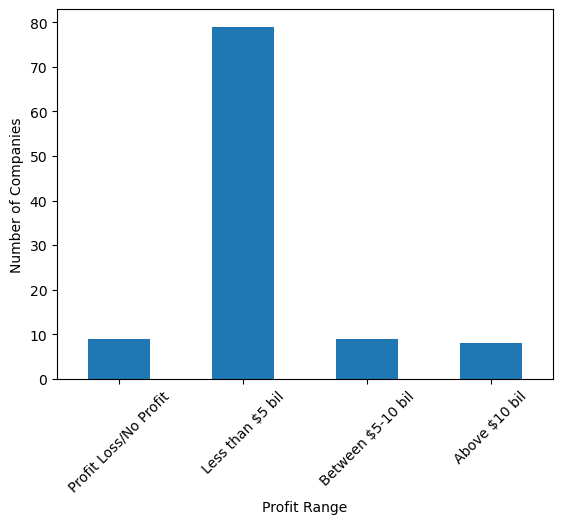 80
70
60
50
40
30
20
10
0
Number of Companies
Profit Loss/No Profit
Less than $5 bil
Between $5-10 bil
Above $10 bil
Profit Range